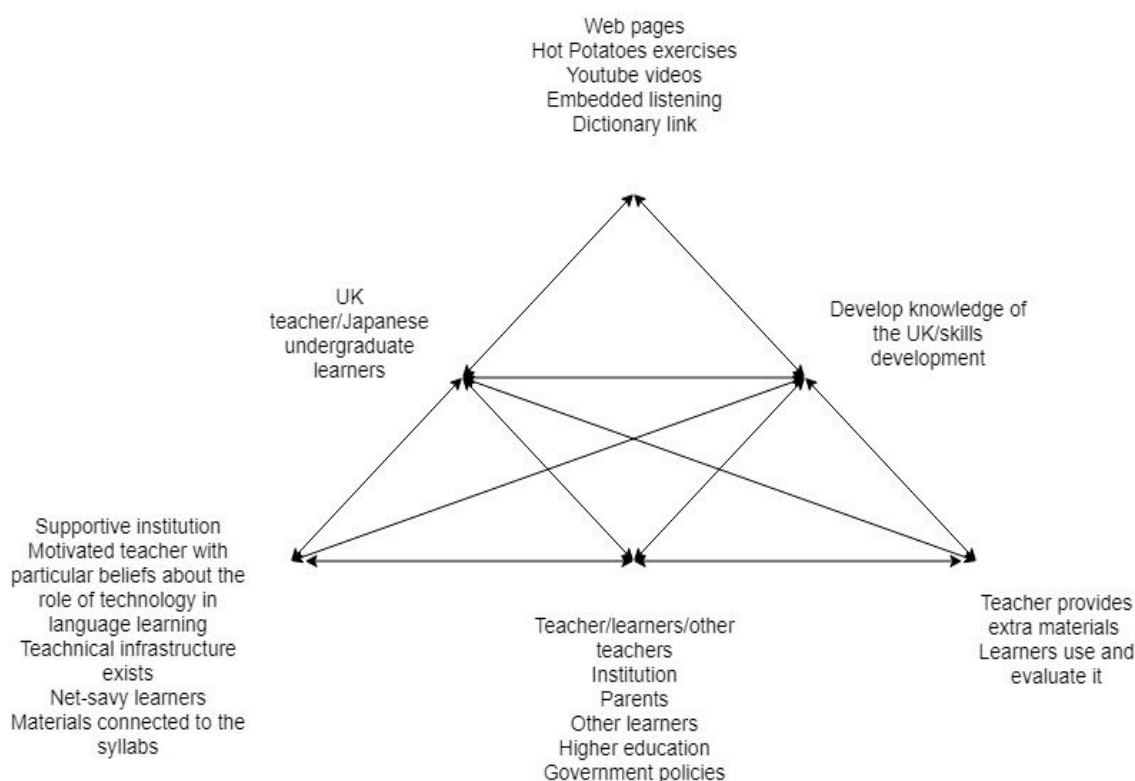 Web pages
Hot Potatoes exercises
Youtube videos
Embedded listening
Dictionary link
UK
teacher/Japanese
undergraduate
learners
Develop knowledge of
the UK/skills
development
Supportive institution
Motivated teacher with
particular beliefs about the
role of technology in
language learning
Teachnical infrastructure
exists
Net-savy learners
Materials connected to the
syllabs
Teacher/learners/other
teachers
Institution
Parents
Other learners
Higher education
Government policies
Teacher provides
extra materials
Learners use and
evaluate it